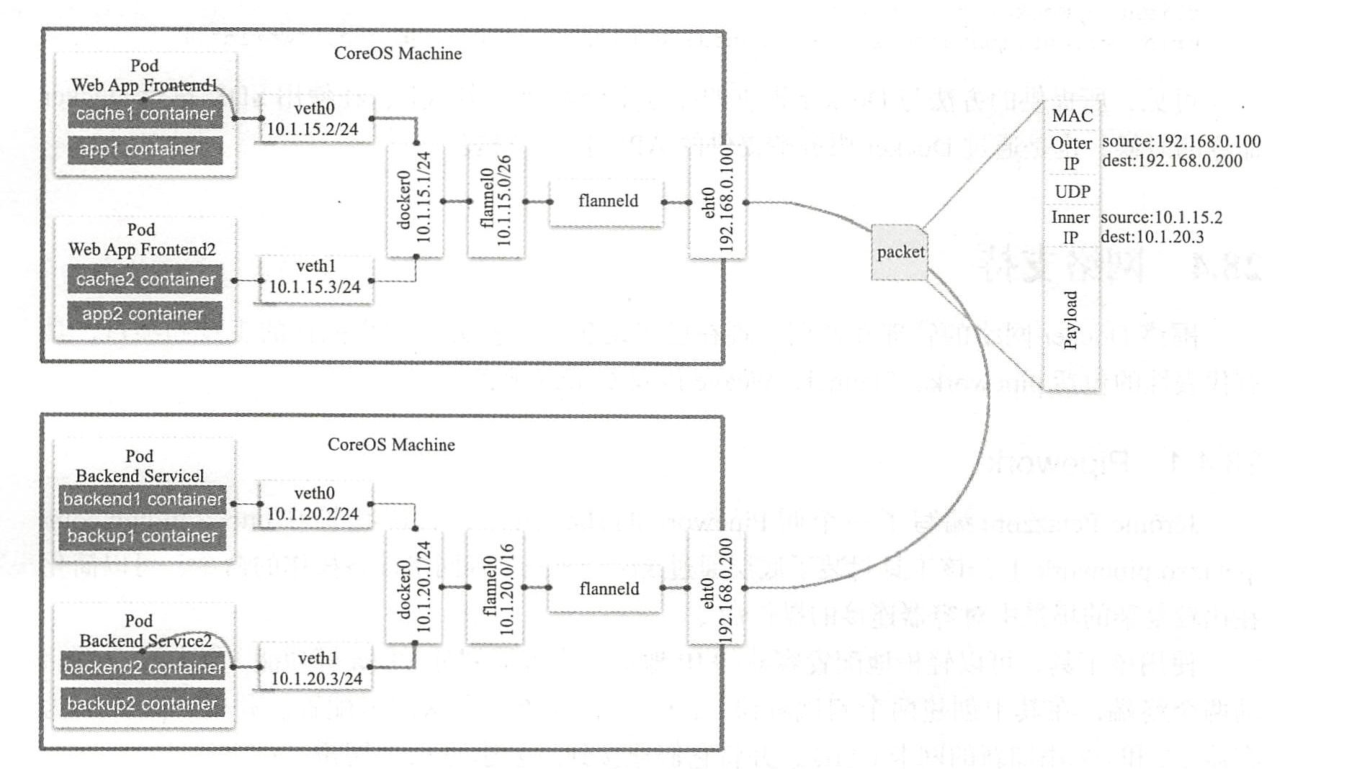 CoreOS Machine
Pod
Web App Frontend1
cache1 container
app1 container
veth0
10.1.15.2/24
Pod
Web App Frontend2
cache2 container
app2 container
veth1
10.1.15.3/24
docker0
10.1.15.1/24
flannel0
10.1.15.0/26
flanneld
eht0
192.168.0.100
packet
MAC
Outer IP
source:192.168.0.100
dest:192.168.0.200
UDP
Inner IP
source:10.1.15.2
dest:10.1.20.3
Payload
CoreOS Machine
Pod
Backend Servicel
backend1 container
backup1 container
veth0
10.1.20.2/24
Pod
Backend Service2
backend2 container
backup2 container
veth1
10.1.20.3/24
docker0
10.1.20.1/24
flannel0
10.1.20.0/16
flanneld
eht0
192.168.0.200